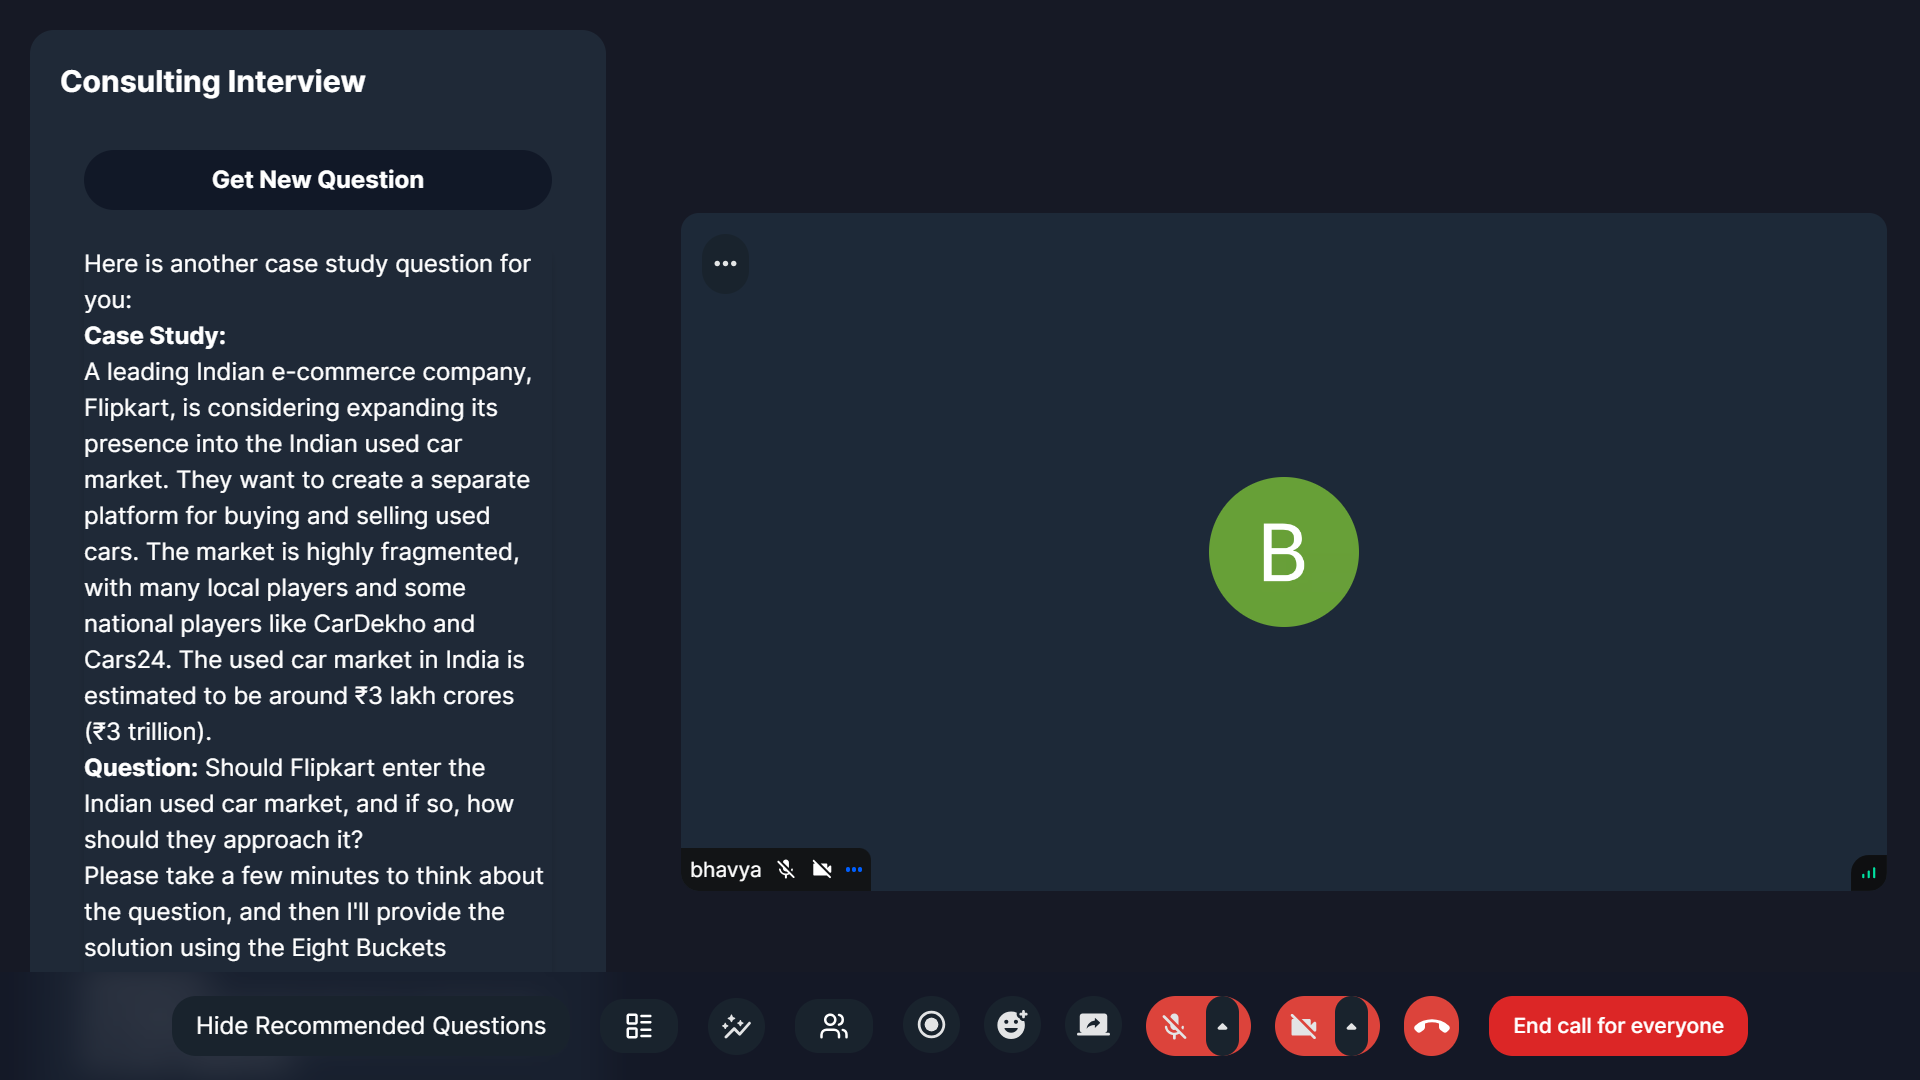 Consulting Interview
Get New Question
Here is another case study question for
you:
Case Study:
A leading Indian e-commerce company,
Flipkart, is considering expanding its
presence into the Indian used car
market. They want to create a separate
platform for buying and selling used
cars. The market is highly fragmented,
with many local players and some
national players like CarDekho and
Cars24. The used car market in India is
estimated to be around ₹3 lakh crores
(₹3 trillion).
Question: Should Flipkart enter the
Indian used car market, and if so, how
should they approach it?
Please take a few minutes to think about
the question, and then I'll provide the
solution using the Eight Buckets
B
bhavya
Hide Recommended Questions
End call for everyone